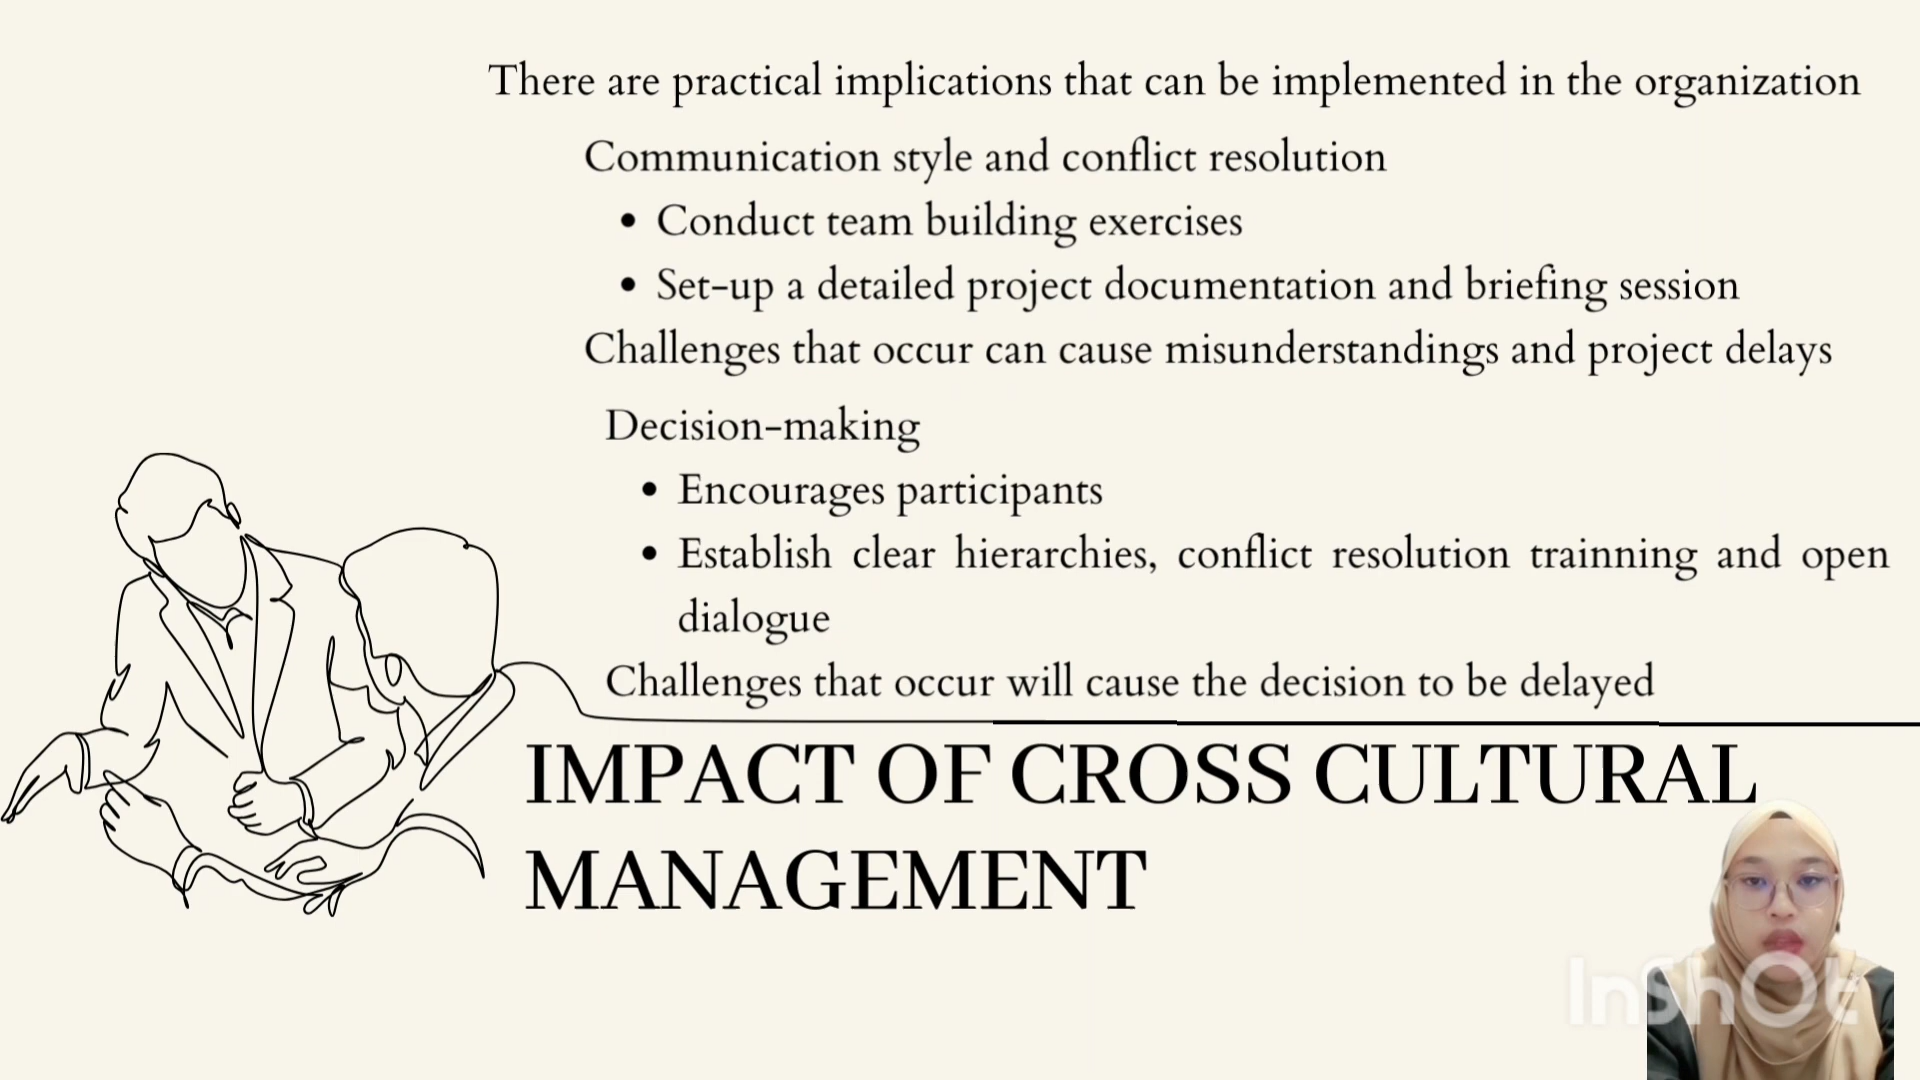 There are practical implications that can be implemented in the organization
Communication style and conflict resolution
• Conduct team building exercises
• Set-up a detailed project documentation and briefing session
Challenges that occur can cause misunderstandings and project delays
Decision-making
• Encourages participants
• Establish clear hierarchies, conflict resolution trainning and open
dialogue
Challenges that occur will cause the decision to be delayed
IMPACT OF CROSS CULTURAL
MANAGEMENT
InShOt